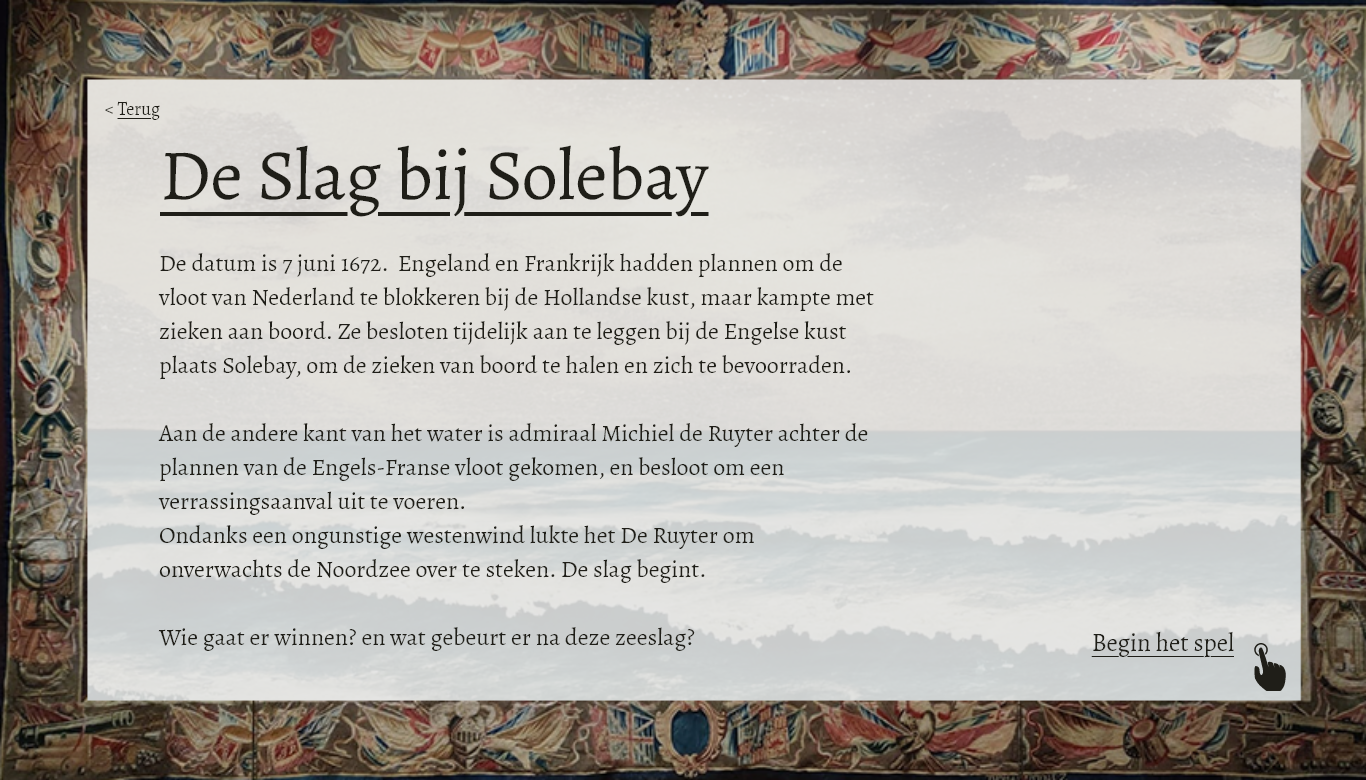 < Terug
De Slag bij Solebay
De datum is 7 juni 1672.  Engeland en Frankrijk hadden plannen om de
vloot van Nederland te blokkeren bij de Hollandse kust, maar kampte met
zieken aan boord. Ze besloten tijdelijk aan te leggen bij de Engelse kust
plaats Solebay, om de zieken van boord te halen en zich te bevoorraden.
Aan de andere kant van het water is admiraal Michiel de Ruyter achter de
plannen van de Engels-Franse vloot gekomen, en besloot om een
verrassingsaanval uit te voeren.
Ondanks een ongunstige westenwind lukte het De Ruyter om
onverwachts de Noordzee over te steken. De slag begint.
Wie gaat er winnen? en wat gebeurt er na deze zeeslag?
Begin het spel